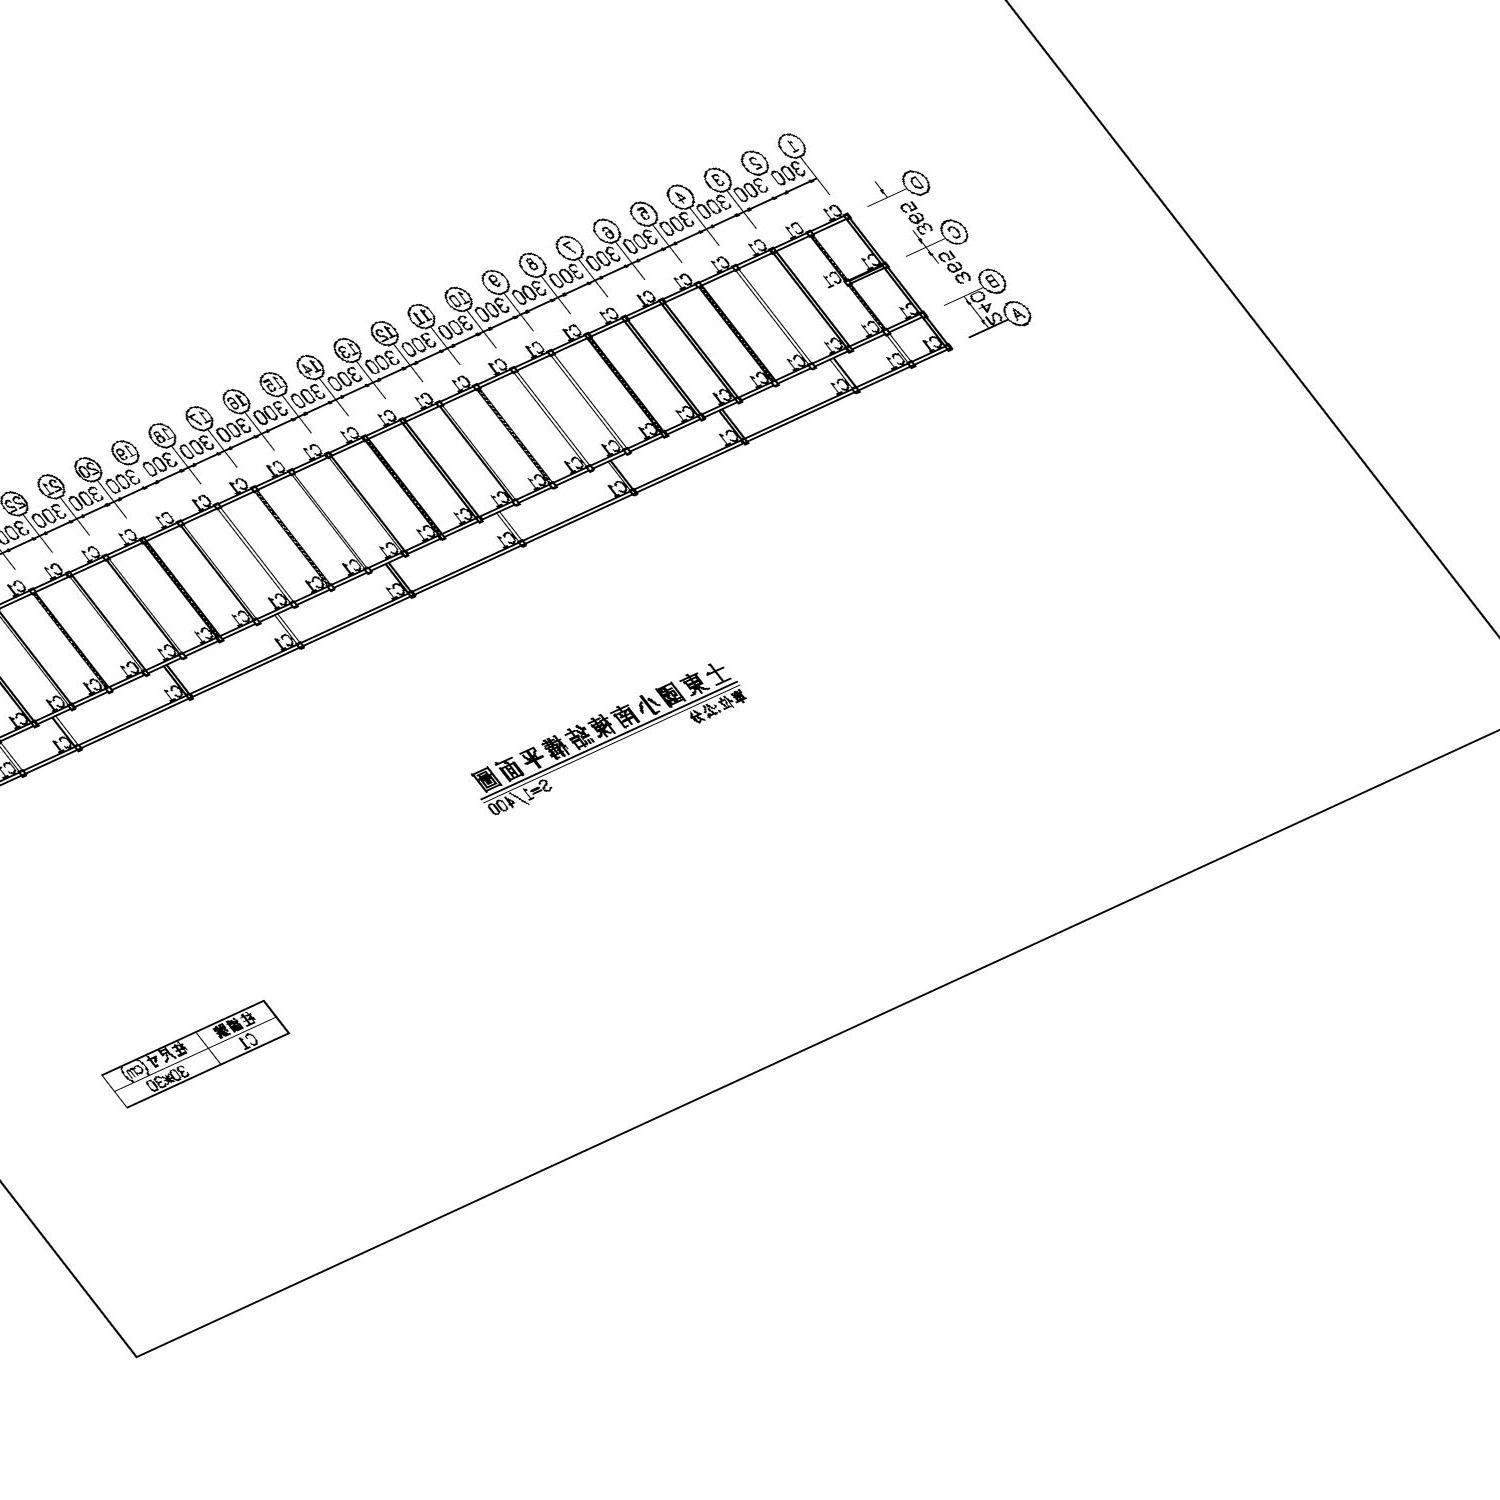 1 2 3 4 5 6 7 8 9 10 11 12 13 14 15 16 17 18 19 20 21 22
300 300 300 300 300 300 300 300 300 300 300 300 300 300 300 300 300 300 300 300 300 300
D
395
C
395
B
240
A
C1 C1 C1 C1 C1 C1 C1 C1 C1 C1 C1 C1 C1 C1 C1 C1 C1 C1 C1 C1 C1 C1
C1 C1
C1 C1 C1 C1 C1 C1 C1 C1 C1 C1 C1 C1 C1 C1 C1 C1 C1 C1 C1 C1 C1 C1 C1
C1 C1 C1 C1 C1 C1 C1 C1 C1 C1 C1
士東國小南棟結構平面圖
單位:公分
S=1/400
柱編號 柱尺寸(cm)
C1 30*30